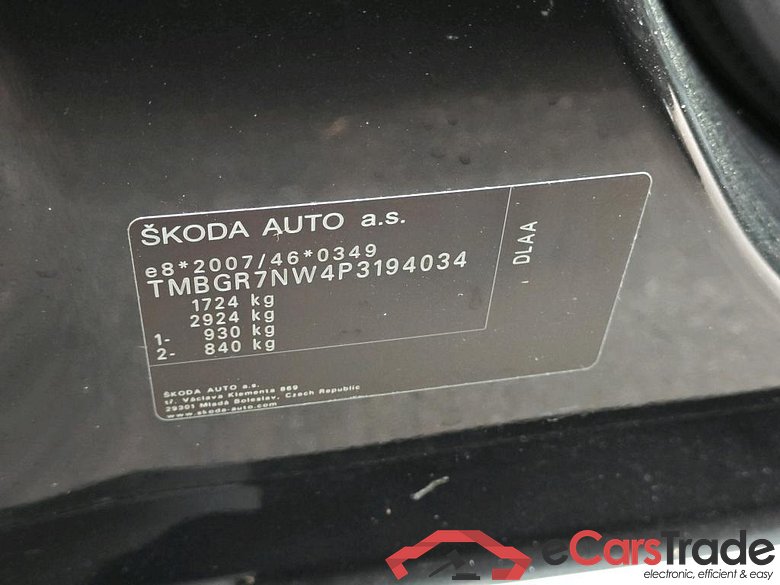 ŠKODA AUTO a.s.
e8*2007/46*0349
TMBGR7NW4P3194034
1724 kg
2924 kg
1- 930 kg
2- 840 kg
DLAA
ŠKODA AUTO a.s.
tř. Václava Klementa 869
29301 Mladá Boleslav, Czech Republic
www.skoda-auto.com
eCarsTrade
electronic, efficient & easy